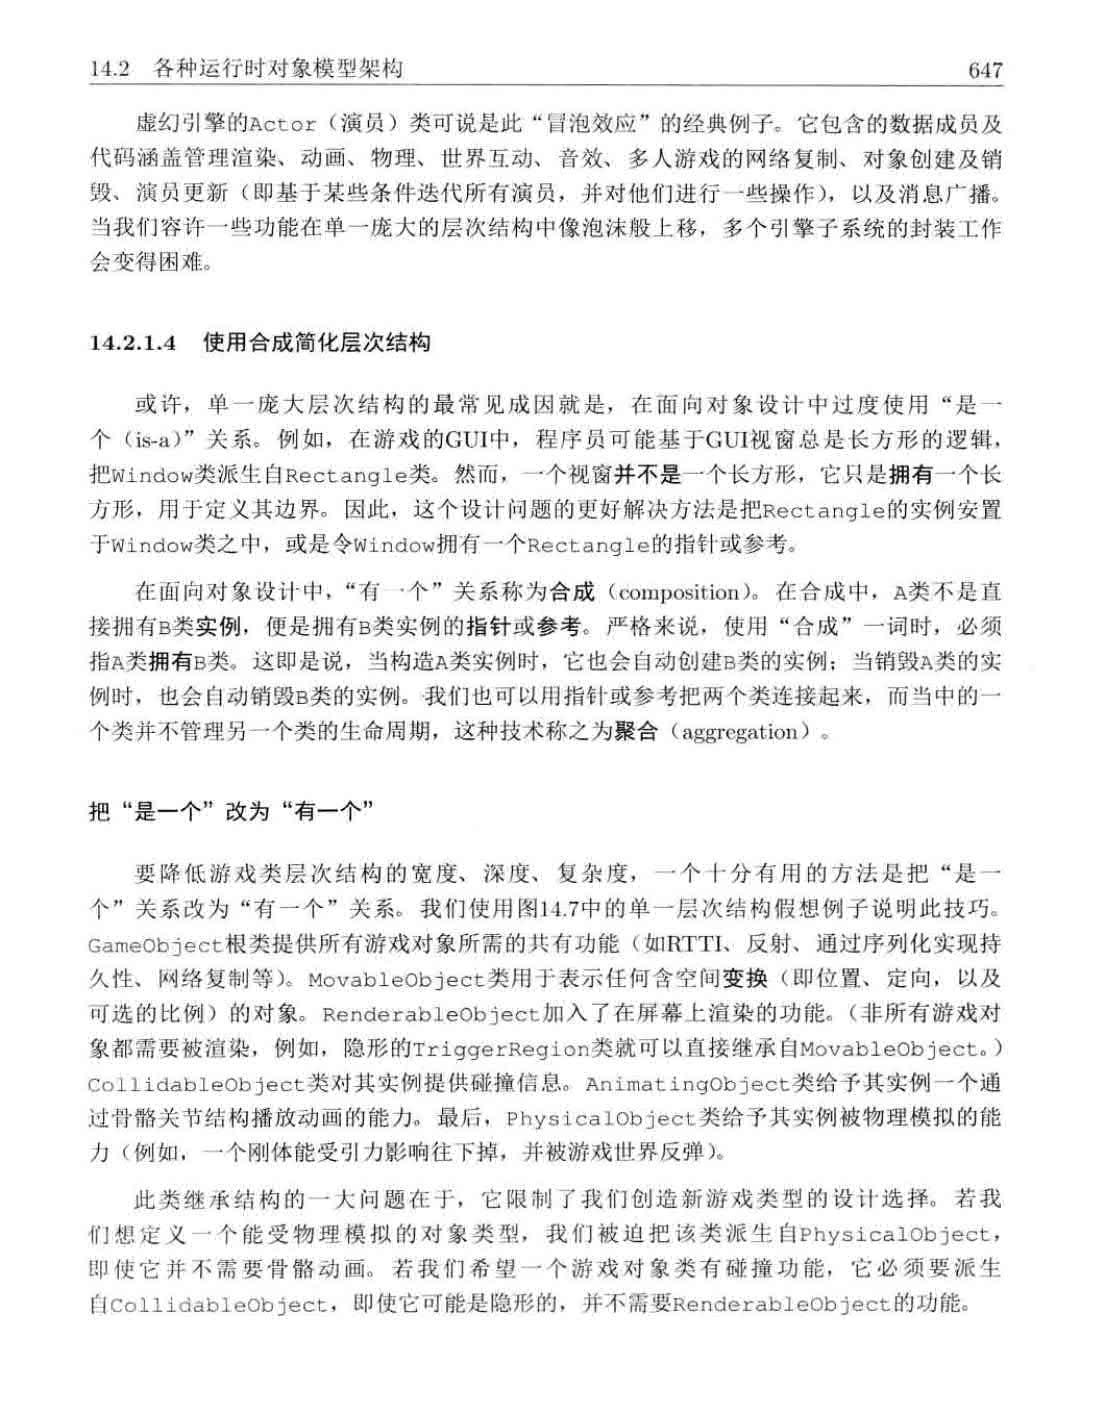 14.2 各种运行时对象模型架构 647
虚幻引擎的Actor（演员）类可说是此“冒泡效应”的经典例子。它包含的数据成员及
代码涵盖管理渲染、动画、物理、世界互动、音效、多人游戏的网络复制、对象创建及销
毁、演员更新（即基于某些条件迭代所有演员，并对他们进行一些操作），以及消息广播。
当我们容许一些功能在单一庞大的层次结构中像泡沫般上移，多个引擎子系统的封装工作
会变得困难。
14.2.1.4 使用合成简化层次结构
或许，单一庞大层次结构的最常见成因就是，在面向对象设计中过度使用“是一
个（is-a）”关系。例如，在游戏的GUI中，程序员可能基于GUI视窗总是长方形的逻辑，
把Window类派生自Rectangle类。然而，一个视窗并不是一个长方形，它只是拥有一个长
方形，用于定义其边界。因此，这个设计问题的更好解决方法是把Rectangle的实例安置
于Window类之中，或是令Window拥有一个Rectangle的指针或参考。
在面向对象设计中，“有一个”关系称为合成（composition）。在合成中，A类不是直
接拥有B类实例，便是拥有B类实例的指针或参考。严格来说，使用“合成”一词时，必须
指A类拥有B类。这即是说，当构造A类实例时，它也会自动创建B类的实例；当销毁A类的实
例时，也会自动销毁B类的实例。我们也可以用指针或参考把两个类连接起来，而当中的一
个类并不管理另一个类的生命周期，这种技术称之为聚合（aggregation）。
把“是一个”改为“有一个”
要降低游戏类层次结构的宽度、深度、复杂度，一个十分有用的方法是把“是一
个”关系改为“有一个”关系。我们使用图14.7中的单一层次结构假想例子说明此技巧。
GameObject根类提供所有游戏对象所需的共有功能（如RTTI、反射、通过序列化实现持
久性、网络复制等）。MovableObject类用于表示任何含空间变换（即位置、定向，以及
可选的比例）的对象。RenderableObject加入了在屏幕上渲染的功能。（非所有游戏对
象都需要被渲染，例如，隐形的TriggerRegion类就可以直接继承自MovableObject。）
CollidableObject类对其实例提供碰撞信息。AnimatingObject类给予其实例一个通
过骨骼关节结构播放动画的能力。最后，PhysicalObject类给予其实例被物理模拟的能
力（例如，一个刚体能受引力影响往下掉，并被游戏世界反弹）。
此类继承结构的一大问题在于，它限制了我们创造新游戏类型的设计选择。若我
们想定义一个能受物理模拟的对象类型，我们被迫把该类派生自PhysicalObject，
即使它并不需要骨骼动画。若我们希望一个游戏对象类有碰撞功能，它必须要派生
自CollidableObject，即使它可能是隐形的，并不需要RenderableObject的功能。